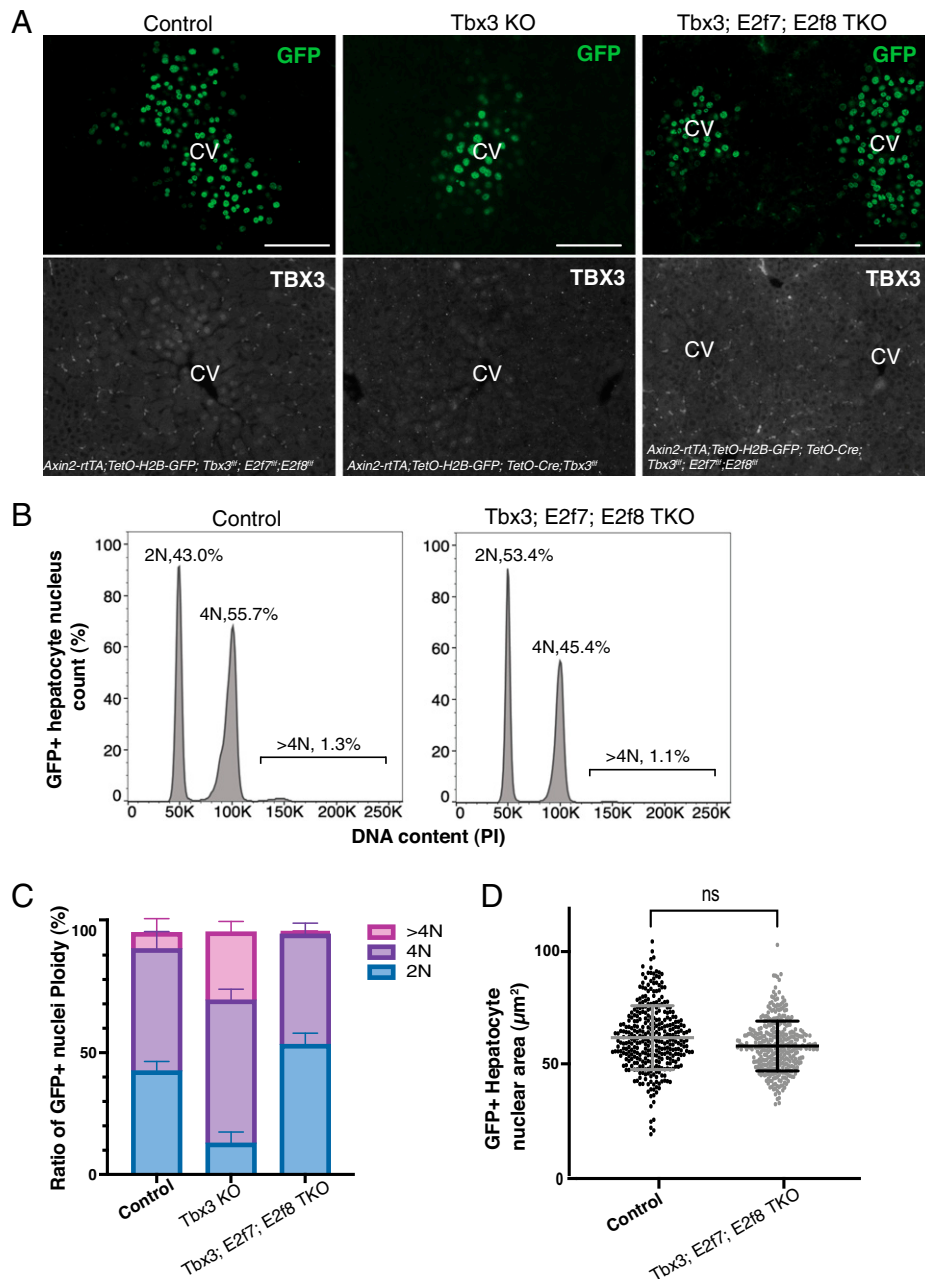 A
Control
Tbx3 KO
Tbx3; E2f7; E2f8 TKO
GFP
CV
GFP
CV
GFP
CV
CV
TBX3
CV
Axin2-rtTA;TetO-H2B-GFP; Tbx3f/f; E2f7f/f;E2f8f/f
TBX3
CV
Axin2-rtTA;TetO-H2B-GFP; TetO-Cre;Tbx3f/f
TBX3
CV
CV
Axin2-rtTA;TetO-H2B-GFP; TetO-Cre;
Tbx3f/f; E2f7f/f;E2f8f/f
B
Control
Tbx3; E2f7; E2f8 TKO
GFP+ hepatocyte nucleus
count (%)
100
80
60
40
20
0
2N,43.0%
4N,55.7%
>4N, 1.3%
0 50K 100K 150K 200K 250K
100
80
60
40
20
0
2N,53.4%
4N,45.4%
>4N, 1.1%
0 50K 100K 150K 200K 250K
DNA content (PI)
C
Ratio of GFP+ nuclei Ploidy (%)
100
50
0
>4N
4N
2N
Control
Tbx3 KO
Tbx3; E2f7; E2f8 TKO
D
GFP+ Hepatocyte
nuclear area (μm²)
100
50
0
ns
Control
Tbx3; E2f7; E2f8 TKO